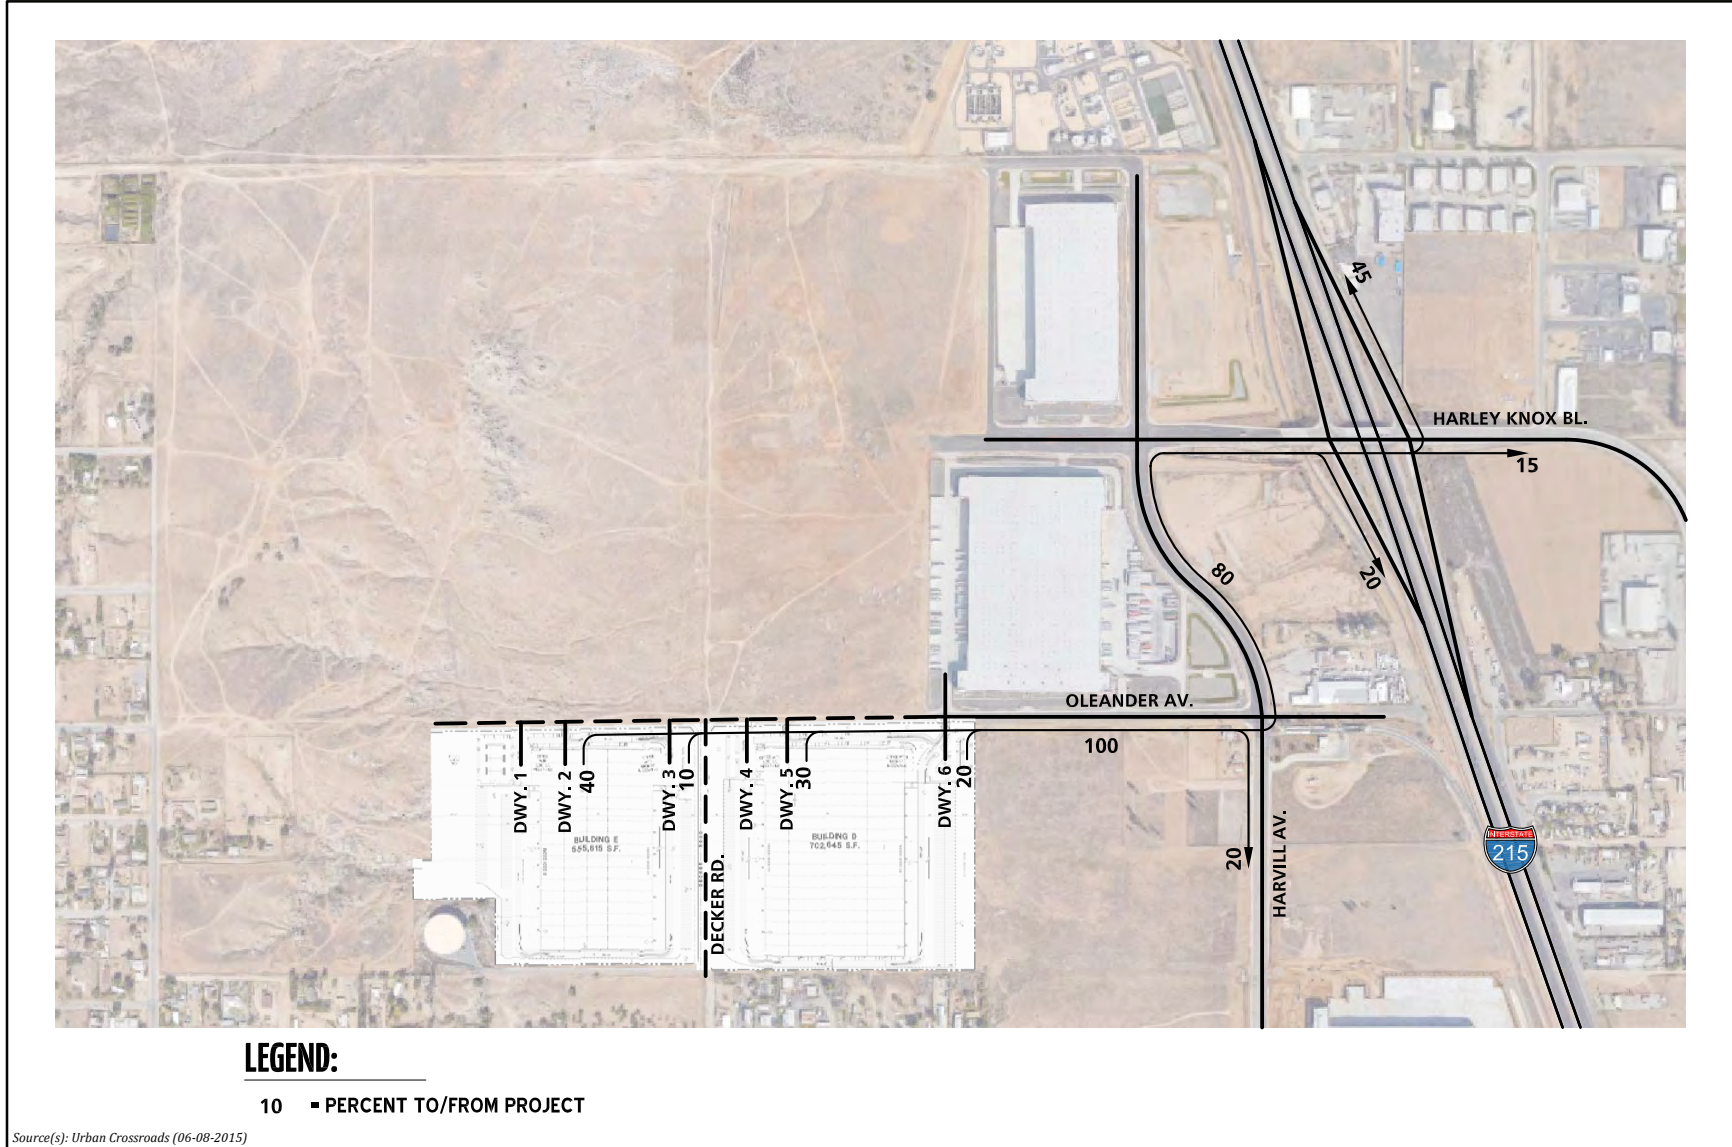 45
HARLEY KNOX BL.
15
80
20
OLEANDER AV.
100
DWY. 1
DWY. 2
40
DWY. 3
10
DWY. 4
DWY. 5
30
DWY. 6
20
BUILDING E
BUILDING D
702,645 S.F.
DECKER RD.
20
HARVILL AV.
INTERSTATE
215
LEGEND:
10 = PERCENT TO/FROM PROJECT
Source(s): Urban Crossroads (06-08-2015)